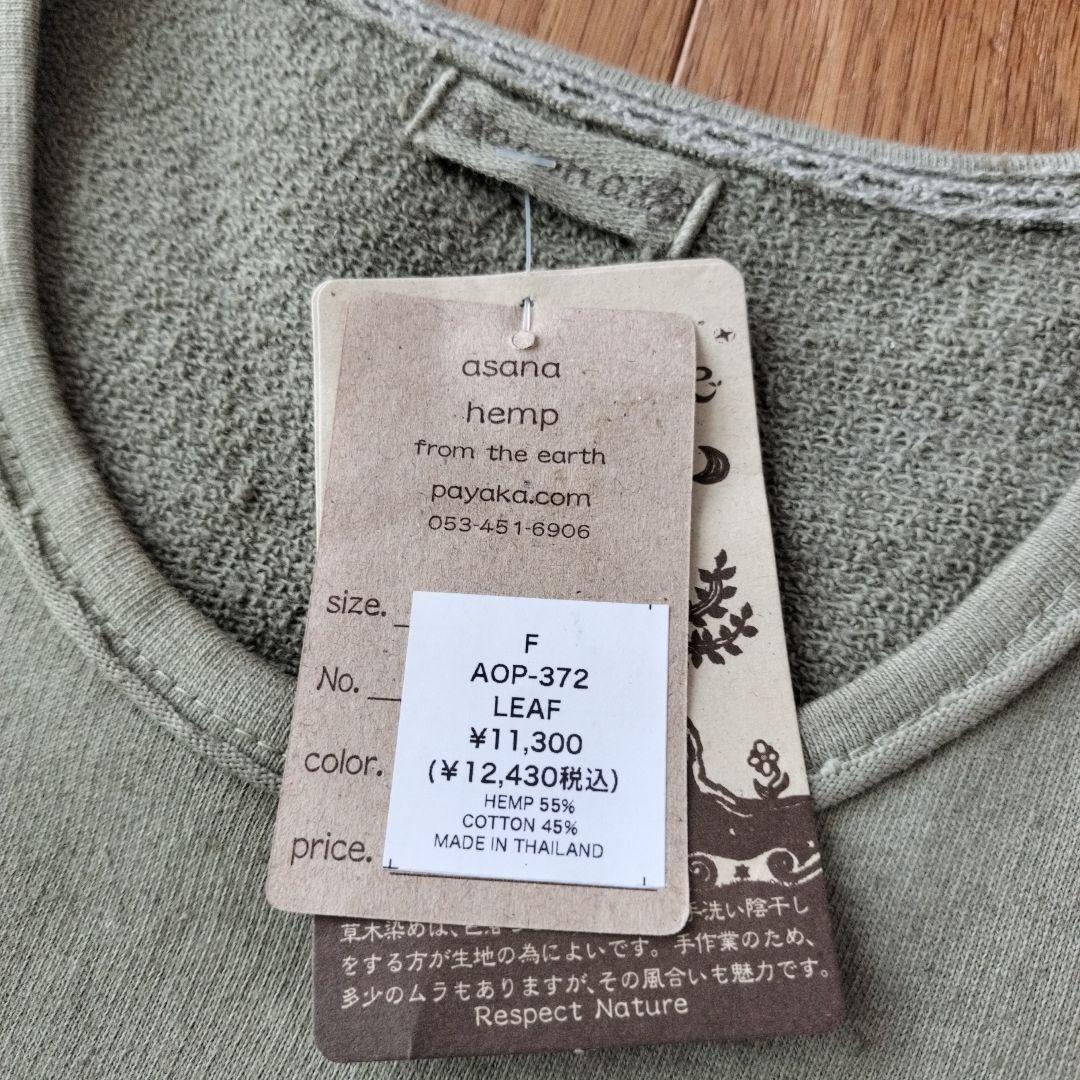 asana
hemp
from the earth
payaka.com
053-451-6906
size.
No.
color.
price.
F
AOP-372
LEAF
¥11,300
(¥12,430税込)
HEMP 55%
COTTON 45%
MADE IN THAILAND
草木染めは、色落 手洗い陰干し
をする方が生地の為によいです。手作業のため、
多少のムラもありますが、その風合いも魅力です。
Respect Nature